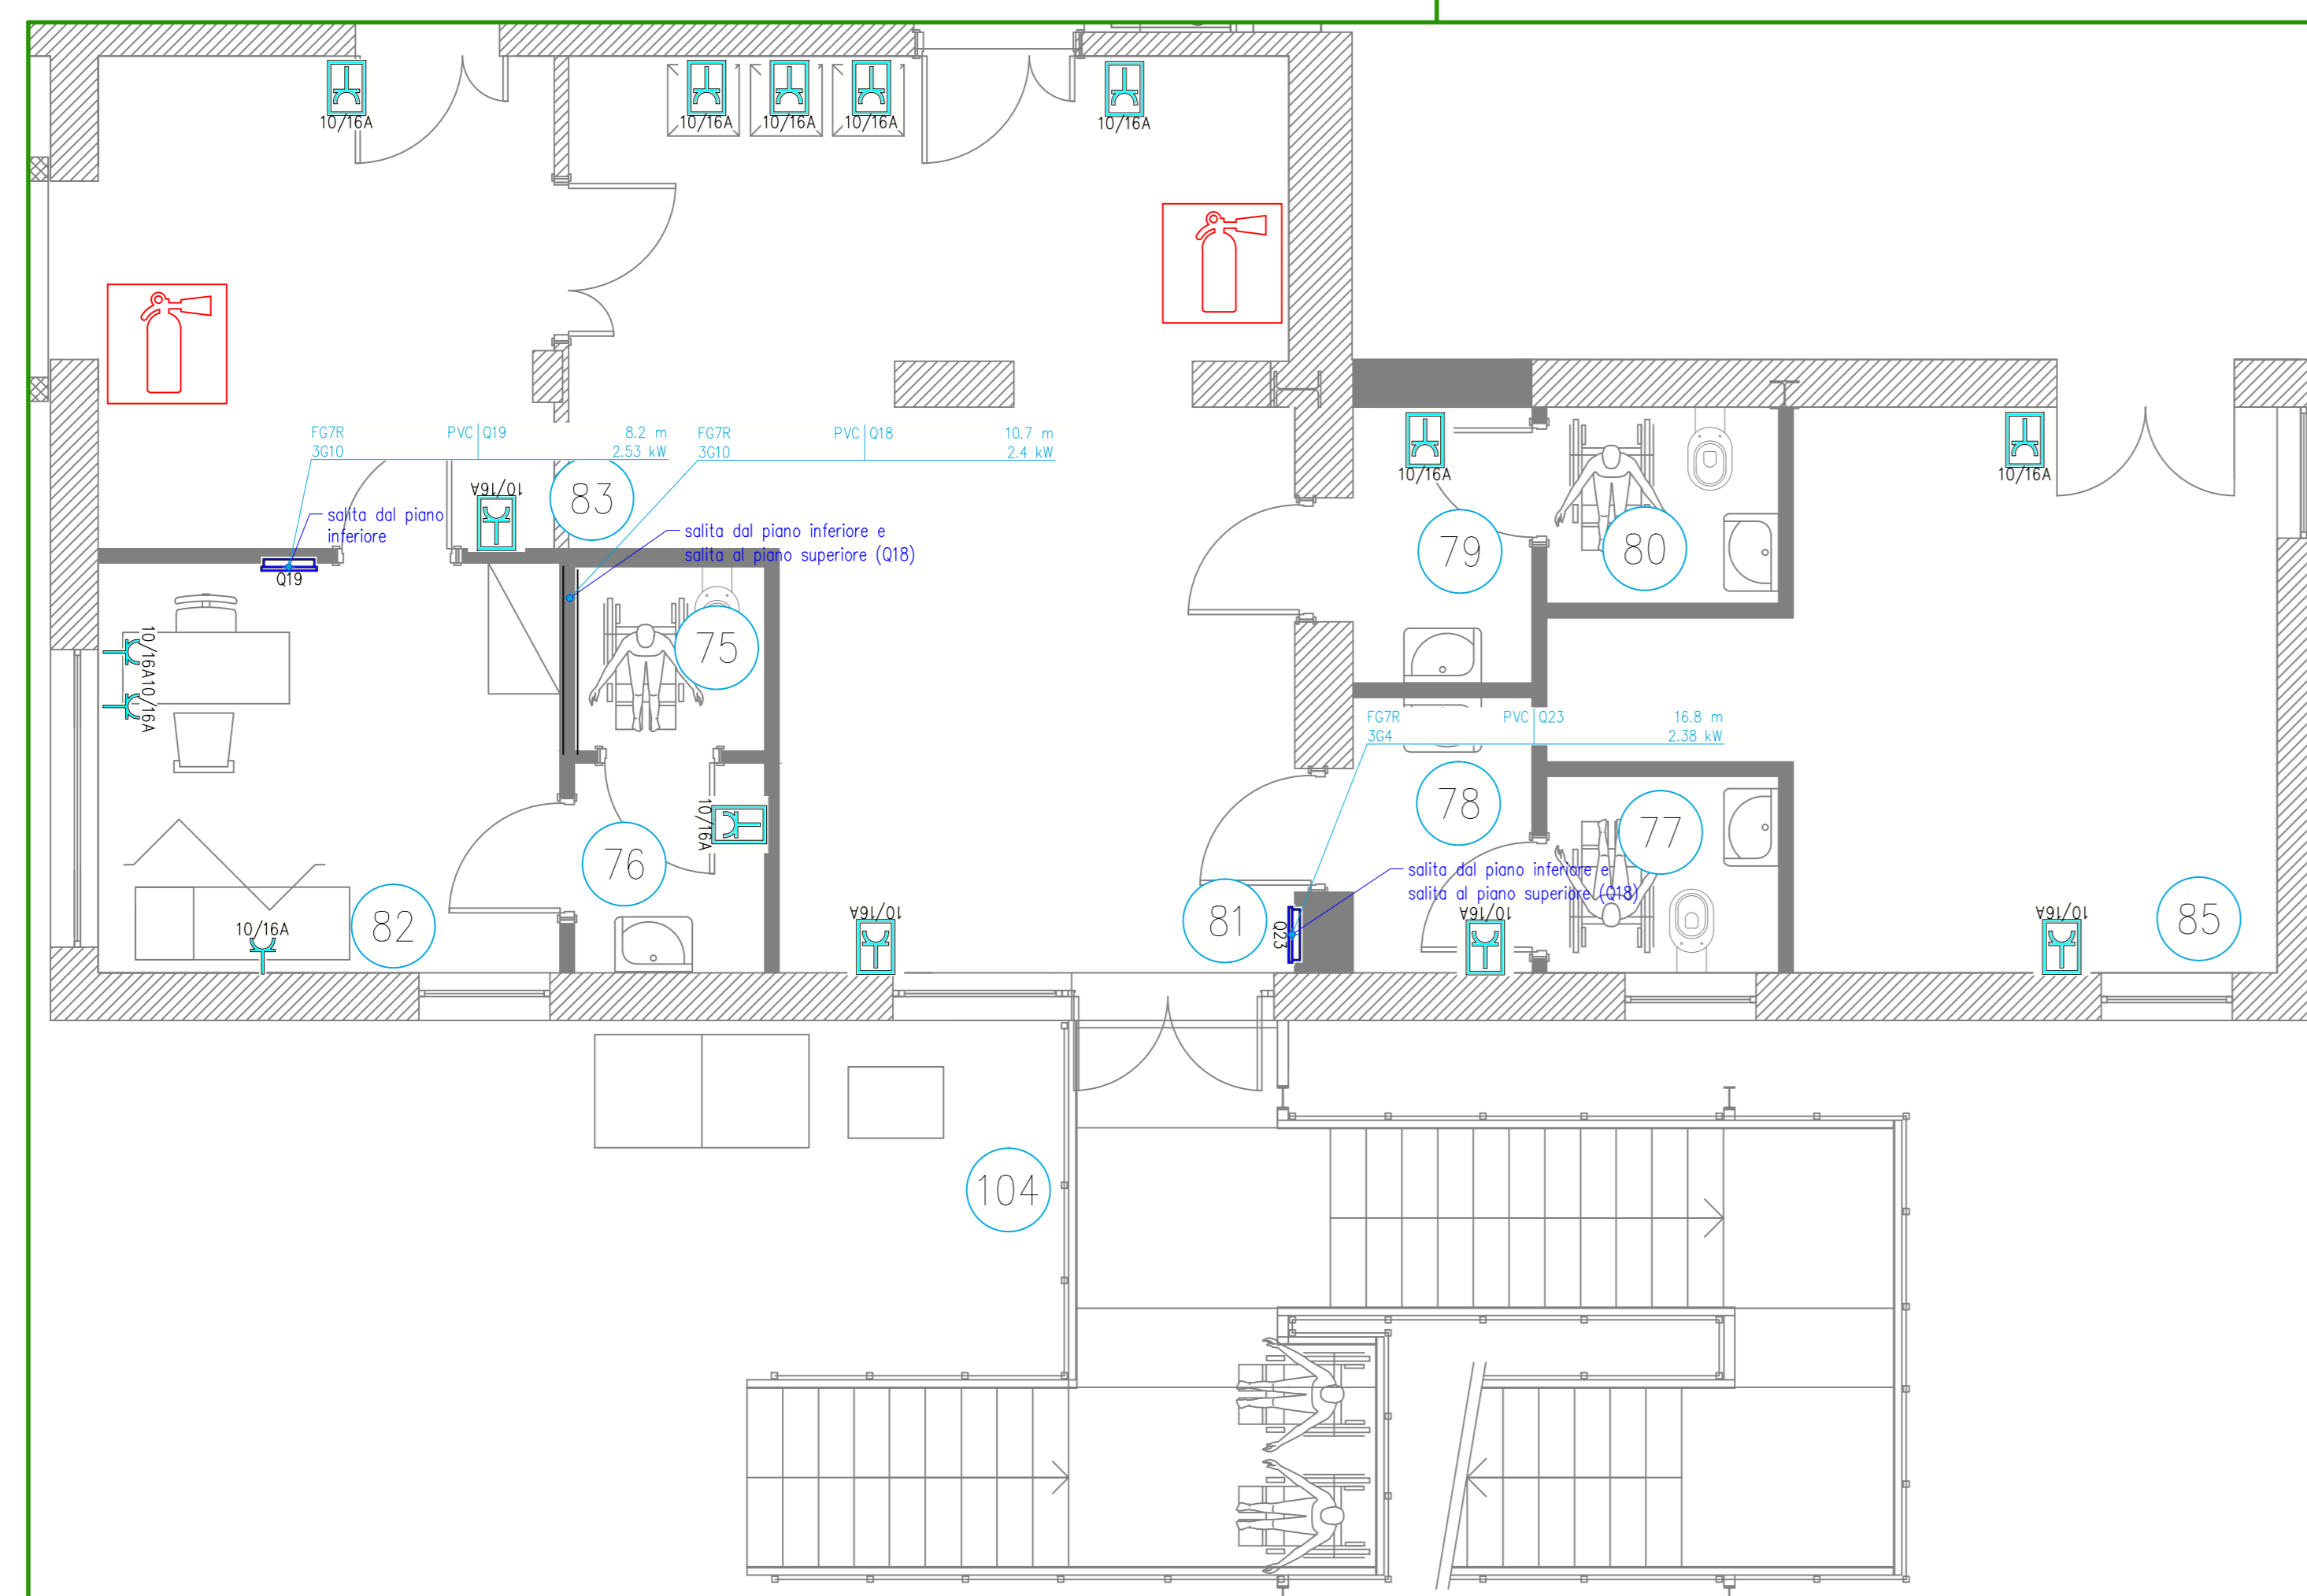 10/16A
10/16A
10/16A
10/16A
10/16A
FG7R PVC Q19 8.2 m
3G10 2.53 kW
FG7R PVC Q18 10.7 m
3G10 2.4 kW
10/16A
83
salita dal piano
inferiore
salita dal piano inferiore e
salita al piano superiore (Q18)
Q19
10/16A
10/16A
79
80
75
10/16A
10/16A
FG7R PVC Q23 16.8 m
3G4 2.38 kW
78
77
10/16A
76
salita dal piano inferiore e
salita al piano superiore (Q18)
82
10/16A
10/16A
81
Q23
10/16A
10/16A
85
104